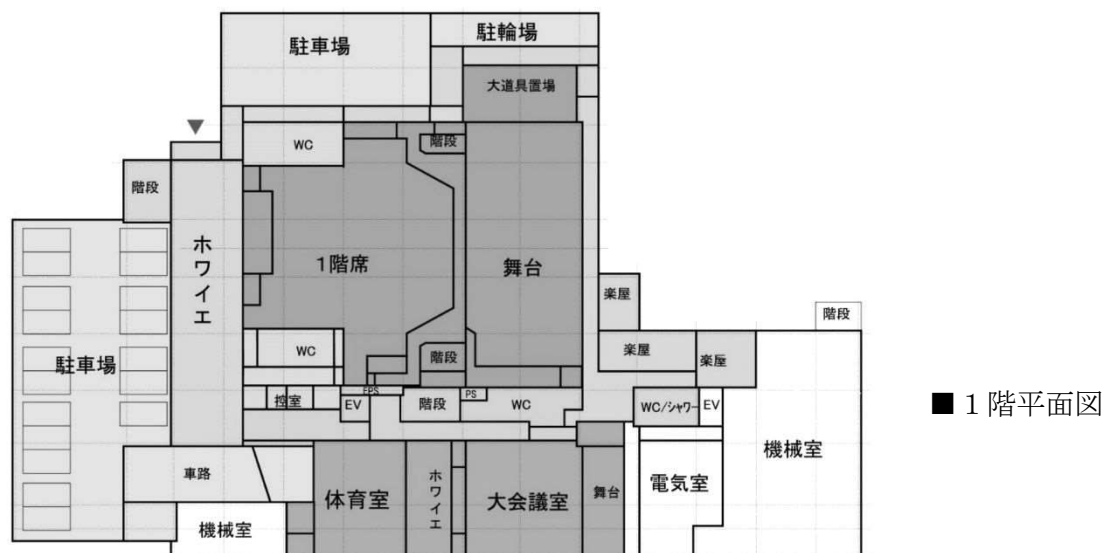 駐車場
駐輪場
大道具置場
▼
WC
階段
階段
ホワイエ
1階席
舞台
楽屋
階段
駐車場
WC
階段
楽屋
楽屋
控室
EPS
EV
階段
PS
WC
WC/シャワー
EV
■1階平面図
車路
体育室
ホワイエ
大会議室
舞台
電気室
機械室
機械室